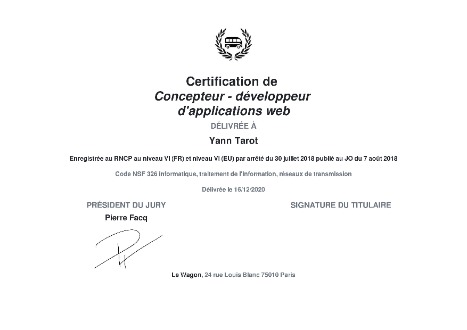 Certification de
Concepteur - développeur
d'applications web
DÉLIVRÉE À
Yann Tarot
Enregistrée au RNCP au niveau VI (FR) et niveau VI (EU) par arrêté du 30 juillet 2018 publié au JO du 7 août 2018
Code NSF 326 Informatique, traitement de l'information, réseaux de transmission
Délivrée le 16/12/2020
PRÉSIDENT DU JURY
SIGNATURE DU TITULAIRE
Pierre Facq
Le Wagon, 24 rue Louis Blanc 75010 Paris